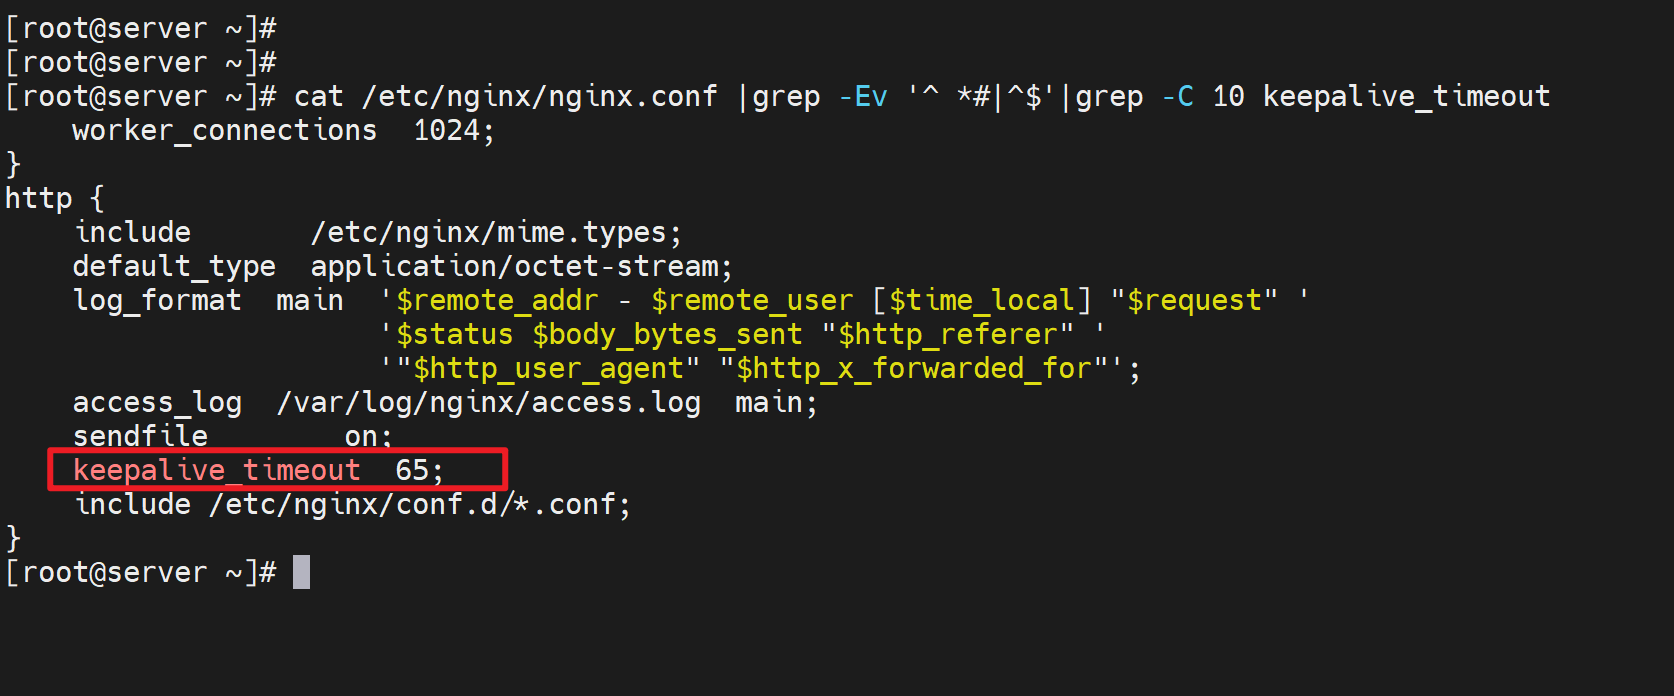 [root@server ~]#
[root@server ~]#
[root@server ~]# cat /etc/nginx/nginx.conf |grep -Ev '^ *#|^$'|grep -C 10 keepalive_timeout
    worker_connections  1024;
}
http {
    include       /etc/nginx/mime.types;
    default_type  application/octet-stream;
    log_format  main  '$remote_addr - $remote_user [$time_local] "$request" '
                      '$status $body_bytes_sent "$http_referer" '
                      '"$http_user_agent" "$http_x_forwarded_for"';
    access_log  /var/log/nginx/access.log  main;
    sendfile        on;
    keepalive_timeout  65;
    include /etc/nginx/conf.d/*.conf;
}
[root@server ~]#